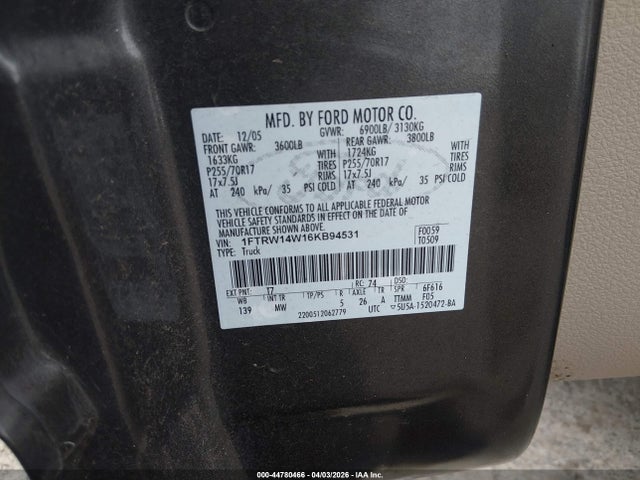 MFD. BY FORD MOTOR CO.
DATE: 12/05 GVWR: 6900LB/ 3130KG
FRONT GAWR: 3600LB REAR GAWR: 3800LB
1633KG WITH 1724KG WITH
P255/70R17 TIRES P255/70R17 TIRES
17x7.5J RIMS 17x7.5J RIMS
AT 240 kPa/ 35 PSI COLD AT 240 kPa/ 35 PSI COLD
THIS VEHICLE CONFORMS TO ALL APPLICABLE FEDERAL MOTOR
VEHICLE SAFETY STANDARDS IN EFFECT ON THE DATE OF
MANUFACTURE SHOWN ABOVE.
VIN: 1FTRW14W16KB94531 F0059
TYPE: Truck T0509
EXT PNT: T7 RC: 74 DSO:
WB INT TR TP/PS R AXLE TR SPR 6F616
139 MW 5 26 A TTMM F05
2200512062779 UTC ▽5U5A-1520472-BA
000-44780466 - 04/03/2026 - IAA Inc.